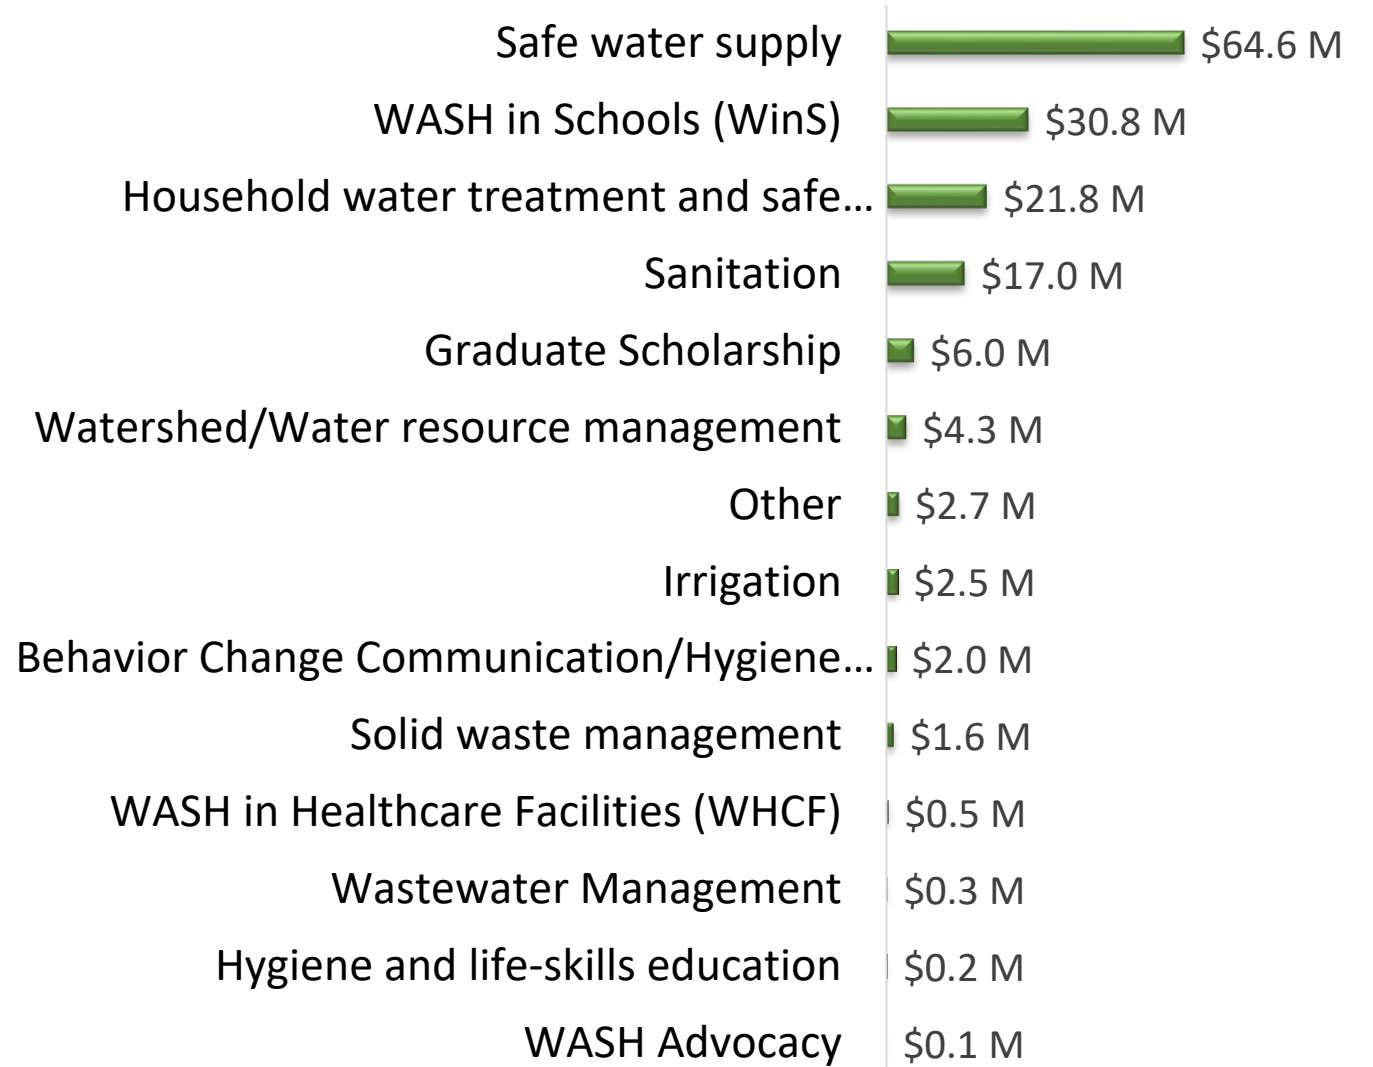 Safe water supply $64.6 M
WASH in Schools (WinS) $30.8 M
Household water treatment and safe... $21.8 M
Sanitation $17.0 M
Graduate Scholarship $6.0 M
Watershed/Water resource management $4.3 M
Other $2.7 M
Irrigation $2.5 M
Behavior Change Communication/Hygiene... $2.0 M
Solid waste management $1.6 M
WASH in Healthcare Facilities (WHCF) $0.5 M
Wastewater Management $0.3 M
Hygiene and life-skills education $0.2 M
WASH Advocacy $0.1 M